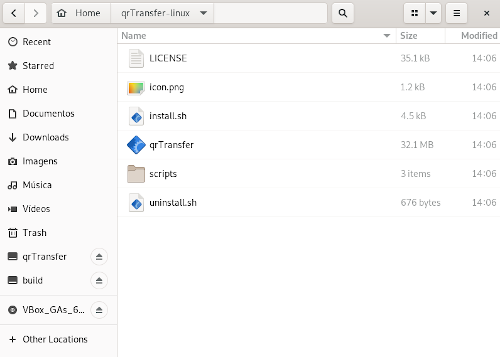 Home qrTransfer-linux
Name Size Modified
Recent
Starred
Home
Documentos
Downloads
Imagens
Música
Vídeos
Trash
qrTransfer
build
VBox_GAs_6...
Other Locations
LICENSE 35.1 kB 14:06
icon.png 1.2 kB 14:06
install.sh 4.5 kB 14:06
qrTransfer 32.1 MB 14:06
scripts 3 items 14:06
uninstall.sh 676 bytes 14:06